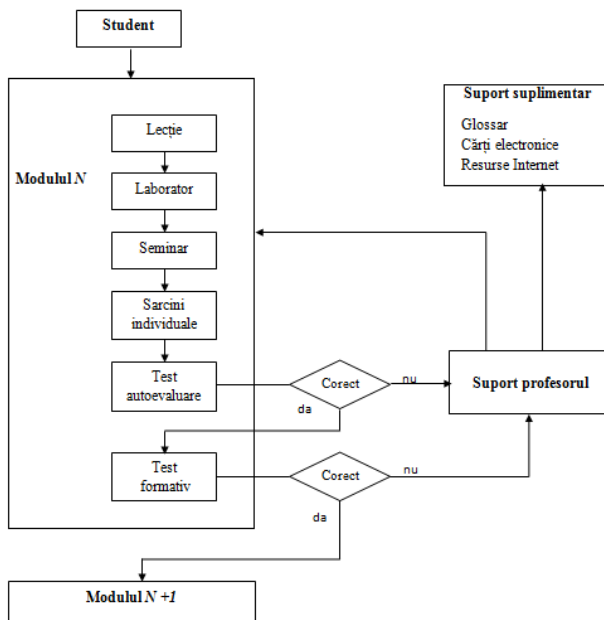 Student
Suport suplimentar
Glossar
Cărți electronice
Resurse Internet
Lecție
Modulul N
Laborator
Seminar
Sarcini
individuale
Test
autoevaluare
Corect
nu
da
Suport profesorul
Test
formativ
Corect
nu
da
Modulul N +1